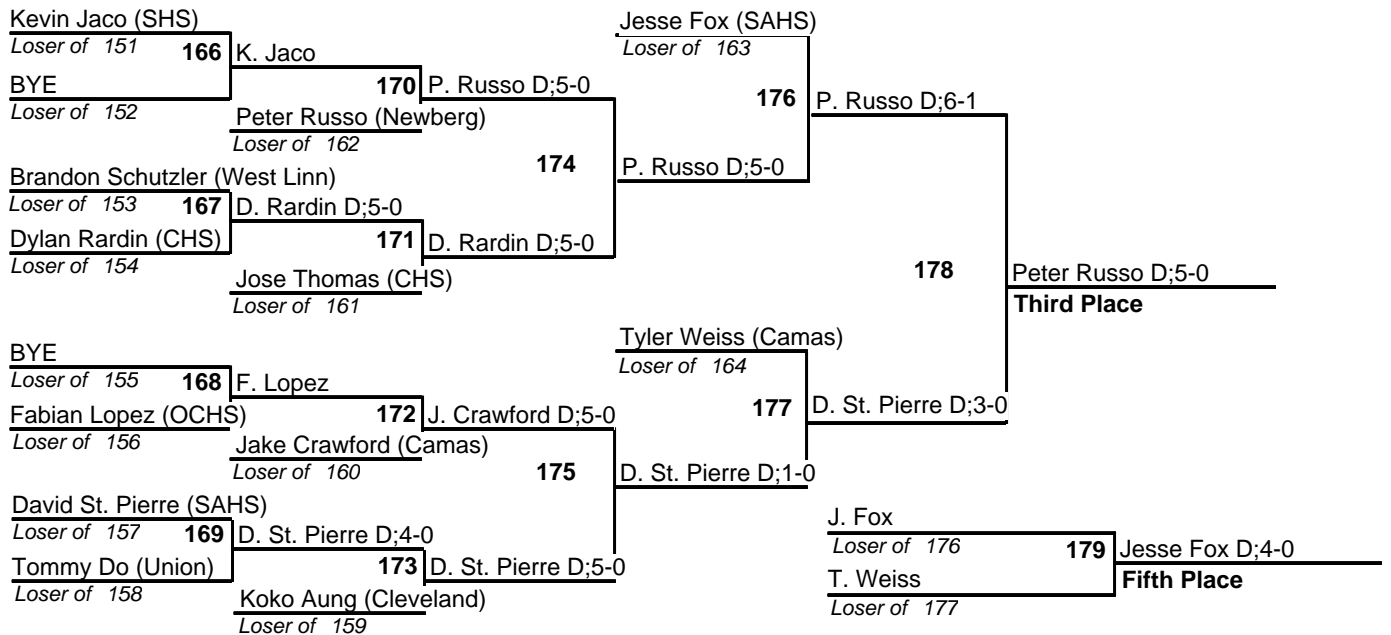 Kevin Jaco (SHS)
Loser of 151
166
K. Jaco
BYE
Loser of 152
170
P. Russo D;5-0
Peter Russo (Newberg)
Loser of 162
Brandon Schutzler (West Linn)
Loser of 153
167
D. Rardin D;5-0
Dylan Rardin (CHS)
Loser of 154
171
D. Rardin D;5-0
Jose Thomas (CHS)
Loser of 161
174
P. Russo D;5-0
Jesse Fox (SAHS)
Loser of 163
176
P. Russo D;6-1
BYE
Loser of 155
168
F. Lopez
Fabian Lopez (OCHS)
Loser of 156
172
J. Crawford D;5-0
Jake Crawford (Camas)
Loser of 160
David St. Pierre (SAHS)
Loser of 157
169
D. St. Pierre D;4-0
Tommy Do (Union)
Loser of 158
173
D. St. Pierre D;5-0
Koko Aung (Cleveland)
Loser of 159
175
D. St. Pierre D;1-0
Tyler Weiss (Camas)
Loser of 164
177
D. St. Pierre D;3-0
178
Peter Russo D;5-0
Third Place
J. Fox
Loser of 176
179
Jesse Fox D;4-0
T. Weiss
Fifth Place
Loser of 177